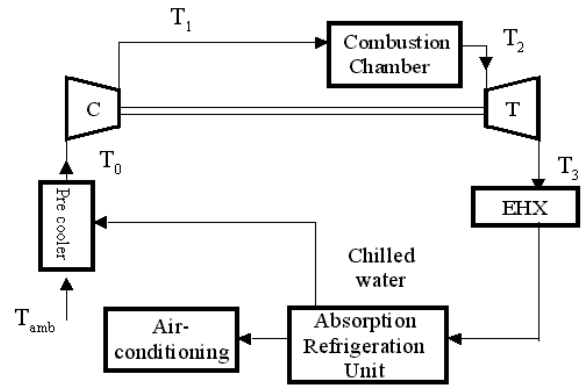 T1
Combustion
Chamber
T2
C
T
T0
T3
Pre cooler
EHX
Chilled
water
Tamb
Air-
conditioning
Absorption
Refrigeration
Unit